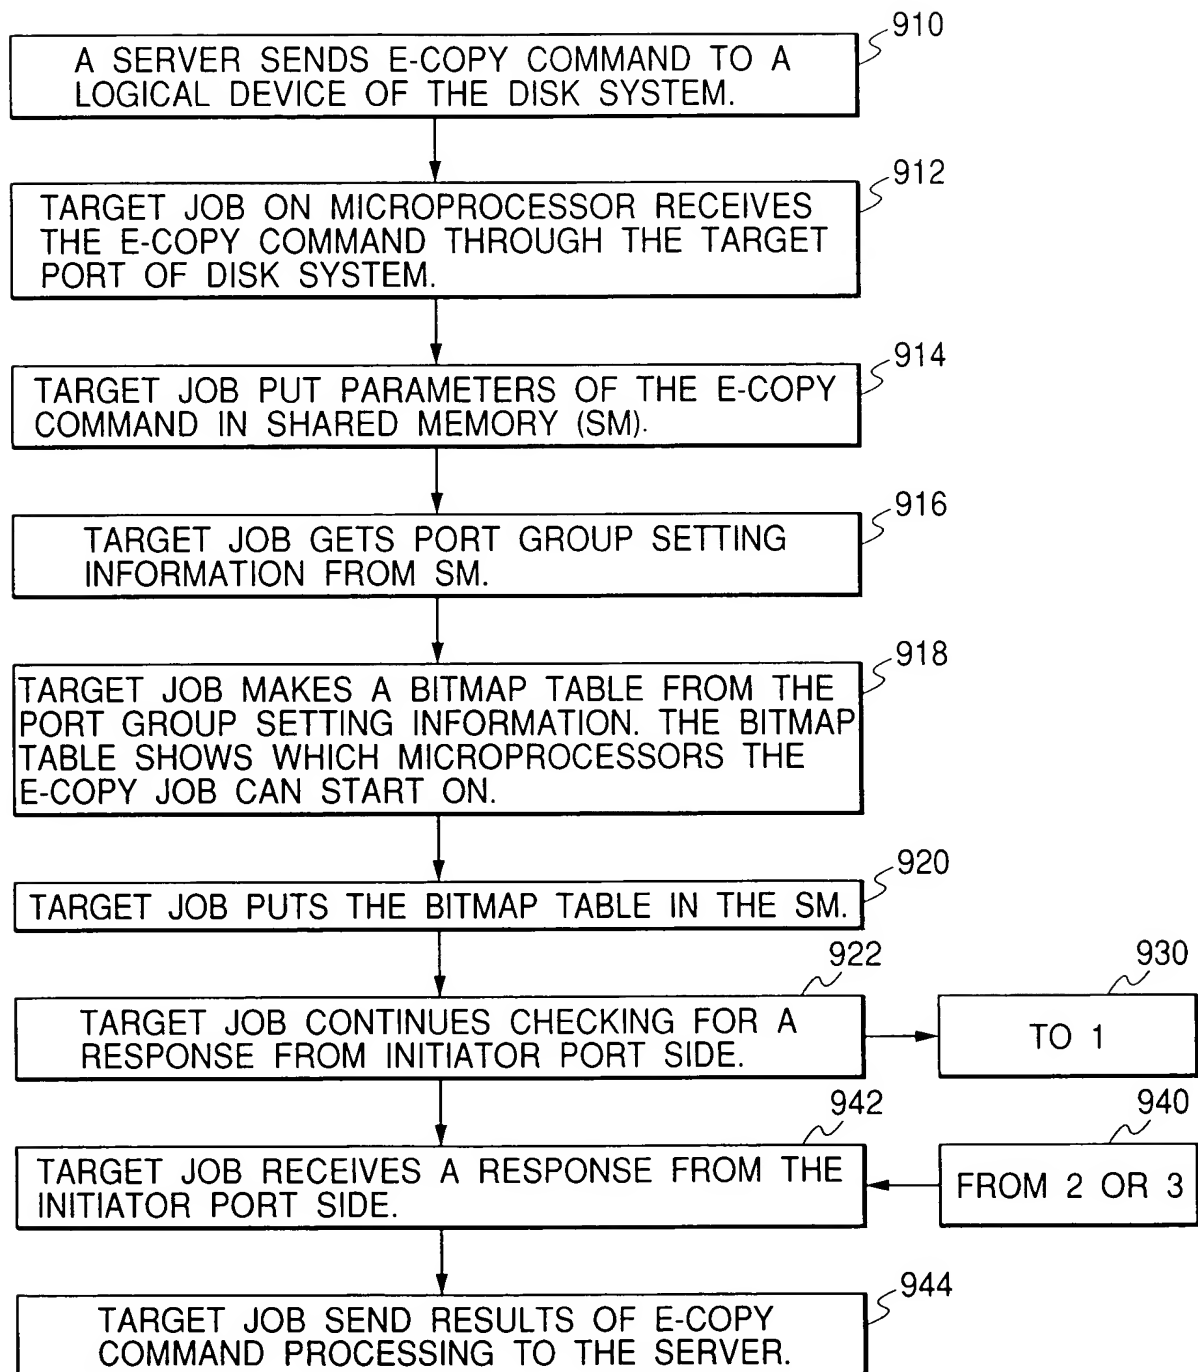 910
A SERVER SENDS E-COPY COMMAND TO A
LOGICAL DEVICE OF THE DISK SYSTEM.
912
TARGET JOB ON MICROPROCESSOR RECEIVES
THE E-COPY COMMAND THROUGH THE TARGET
PORT OF DISK SYSTEM.
914
TARGET JOB PUT PARAMETERS OF THE E-COPY
COMMAND IN SHARED MEMORY (SM).
916
TARGET JOB GETS PORT GROUP SETTING
INFORMATION FROM SM.
918
TARGET JOB MAKES A BITMAP TABLE FROM THE
PORT GROUP SETTING INFORMATION. THE BITMAP
TABLE SHOWS WHICH MICROPROCESSORS THE
E-COPY JOB CAN START ON.
920
TARGET JOB PUTS THE BITMAP TABLE IN THE SM.
922
930
TARGET JOB CONTINUES CHECKING FOR A
RESPONSE FROM INITIATOR PORT SIDE.
TO 1
942
940
TARGET JOB RECEIVES A RESPONSE FROM THE
INITIATOR PORT SIDE.
FROM 2 OR 3
944
TARGET JOB SEND RESULTS OF E-COPY
COMMAND PROCESSING TO THE SERVER.